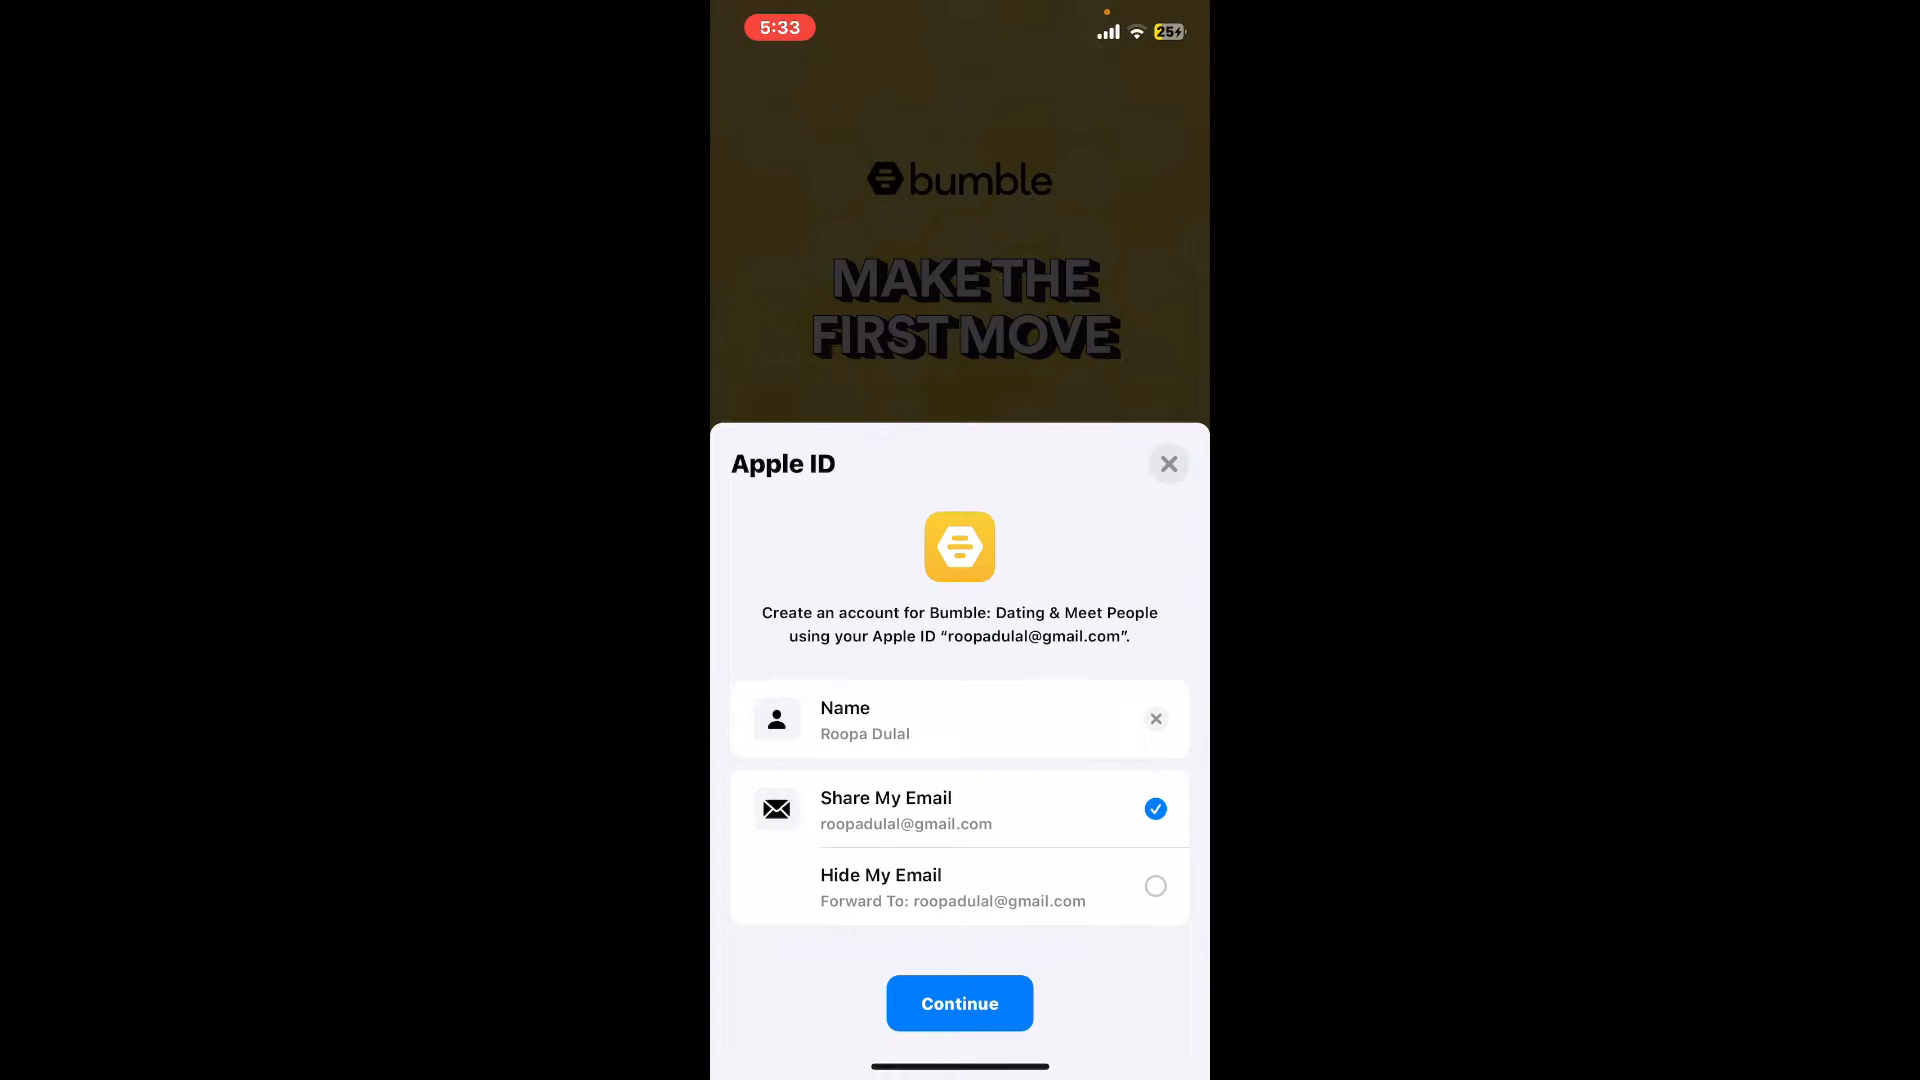 5:33
25
bumble
MAKE THE
FIRST MOVE
Apple ID
Create an account for Bumble: Dating & Meet People
using your Apple ID “roopadulal@gmail.com”.
Name
Roopa Dulal
Share My Email
roopadulal@gmail.com
Hide My Email
Forward To: roopadulal@gmail.com
Continue